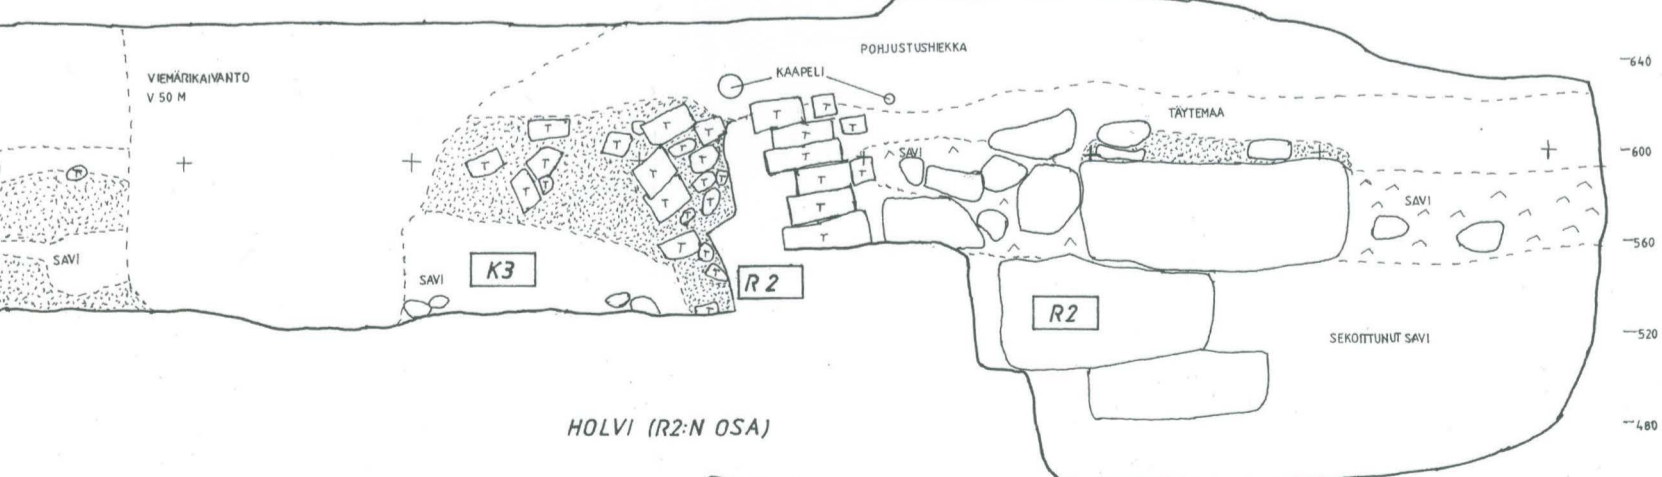 POHJUSTUSHIEKKA
640
VIEMÄRIKAIVANTO
V 50 M
KAAPELI
TÄYTEMAA
T T
T T T T
T T T
SAVI
600
T T T T T T T
T T T T
T T T T
SAVI
T T T
560
SAVI
T T
K3
T
SAVI
R2
T
R2
520
SEKOITTUNUT SAVI
HOLVI (R2:N OSA)
480